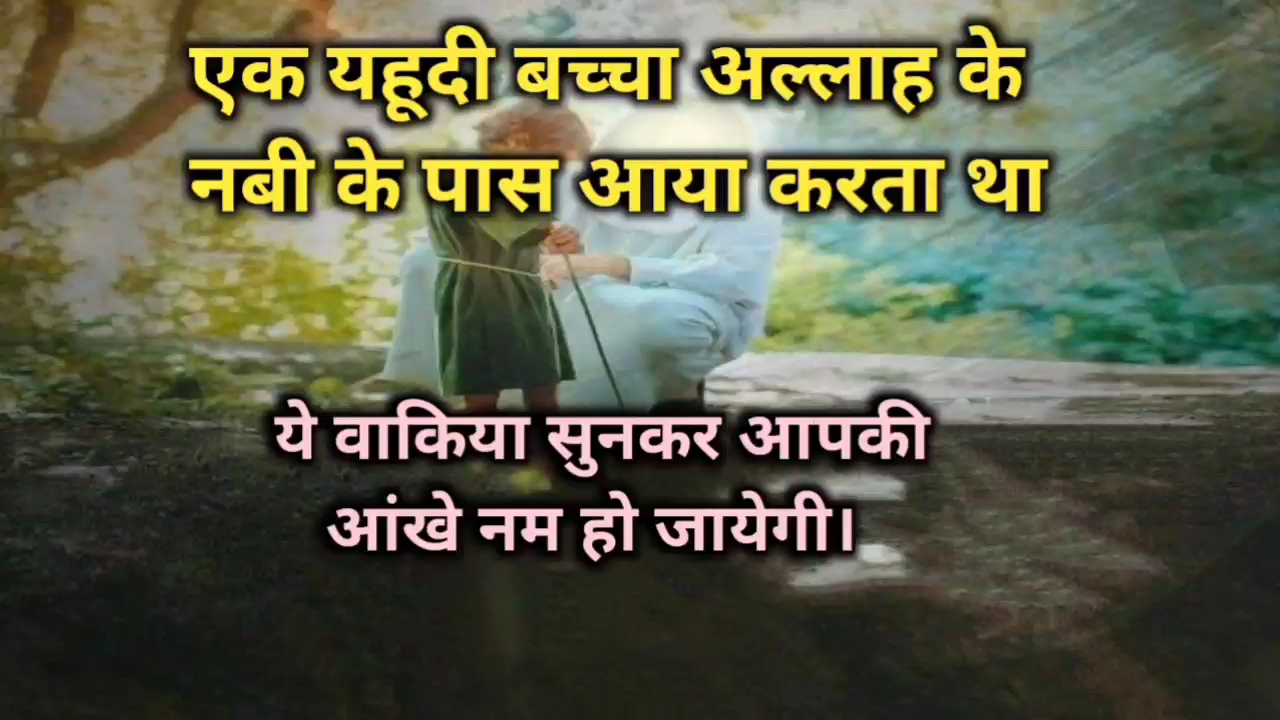 एक यहूदी बच्चा अल्लाह के
नबी के पास आया करता था
ये वाकिया सुनकर आपकी
आंखे नम हो जायेगी।